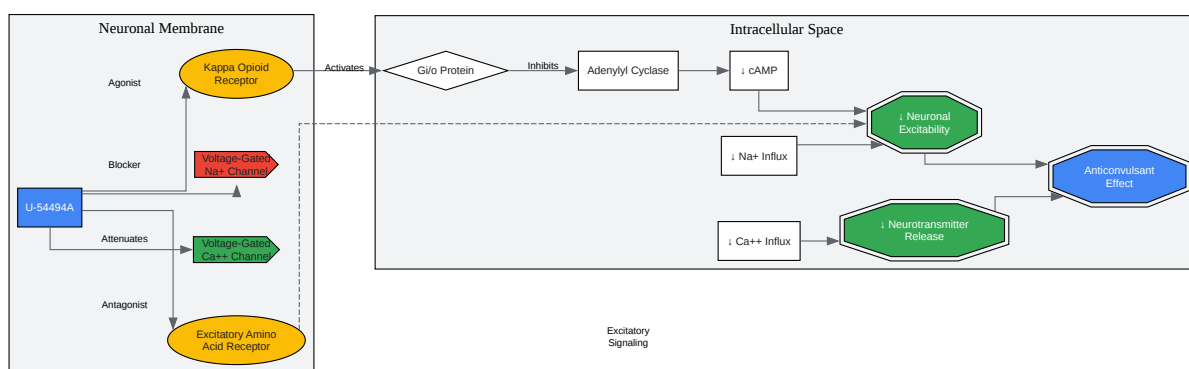 Neuronal Membrane
Intracellular Space
Kappa Opioid
Receptor
Agonist
Activates
Gi/o Protein
Inhibits
Adenylyl Cyclase
↓ cAMP
↓ Neuronal
Excitability
↓ Na+ Influx
Blocker
Voltage-Gated
Na+ Channel
Anticonvulsant
Effect
U-54494A
Attenuates
Voltage-Gated
Ca++ Channel
↓ Ca++ Influx
↓ Neurotransmitter
Release
Antagonist
Excitatory Amino
Acid Receptor
Excitatory
Signaling